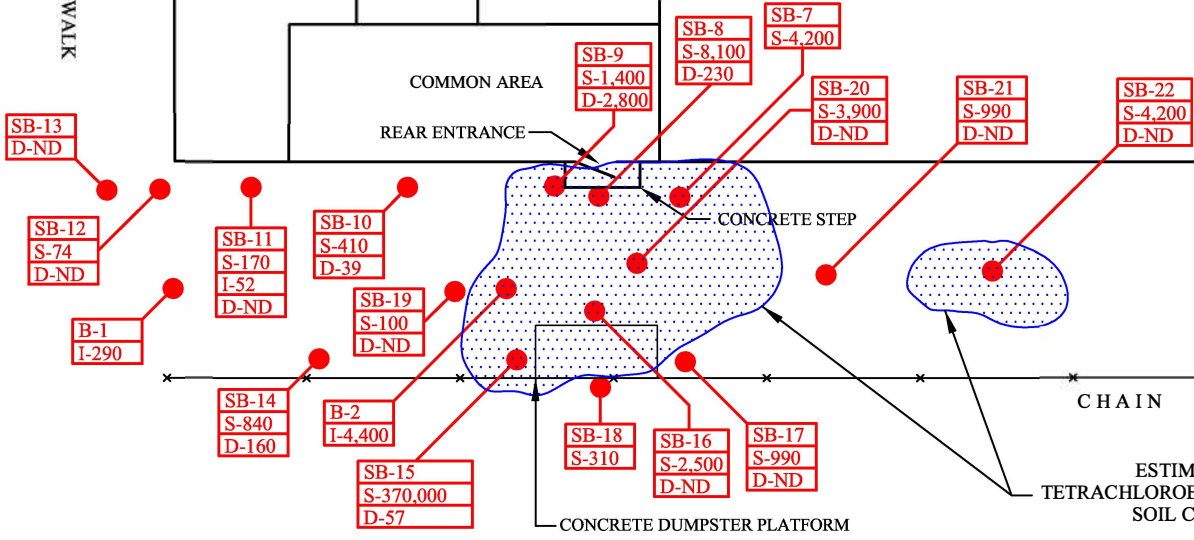 WALK
COMMON AREA
REAR ENTRANCE
CONCRETE STEP
SB-7
S-4,200
SB-8
S-8,100
D-230
SB-9
S-1,400
D-2,800
SB-20
S-3,900
D-ND
SB-21
S-990
D-ND
SB-22
S-4,200
D-ND
SB-13
D-ND
SB-12
S-74
D-ND
SB-11
S-170
I-52
D-ND
SB-10
S-410
D-39
SB-19
S-100
D-ND
B-1
I-290
SB-14
S-840
D-160
B-2
I-4,400
SB-15
S-370,000
D-57
SB-18
S-310
SB-16
S-2,500
D-ND
SB-17
S-990
D-ND
CHAIN
CONCRETE DUMPSTER PLATFORM
ESTIM
TETRACHLOROE
SOIL C